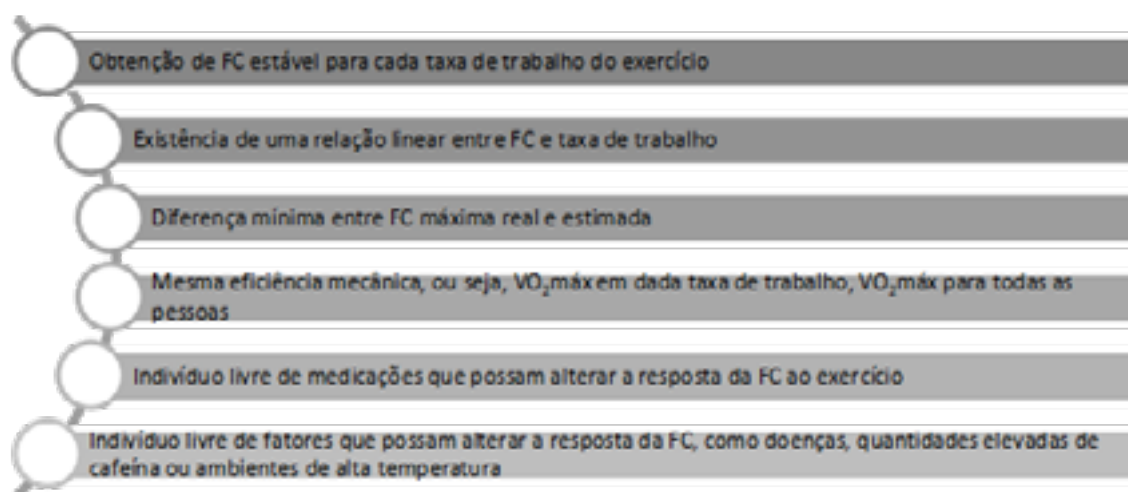 Obtenção de FC estável para cada taxa de trabalho do exercício
Existência de uma relação linear entre FC e taxa de trabalho
Diferença mínima entre FC máxima real e estimada
Mesma eficiência mecânica, ou seja, VO₂máx em dada taxa de trabalho, VO₂máx para todas as
pessoas
Indivíduo livre de medicações que possam alterar a resposta da FC ao exercício
Indivíduo livre de fatores que possam alterar a resposta da FC, como doenças, quantidades elevadas de
cafeína ou ambientes de alta temperatura